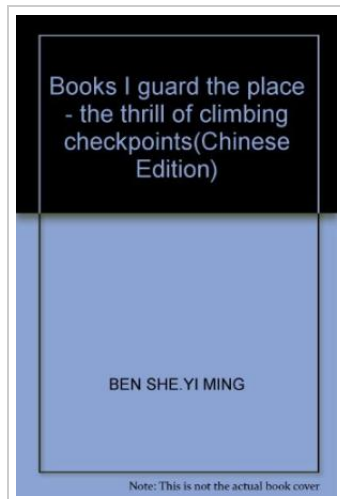 Books I guard the place
- the thrill of climbing
checkpoints(Chinese
Edition)
BEN SHE.YI MING
Note: This is not the actual book cover